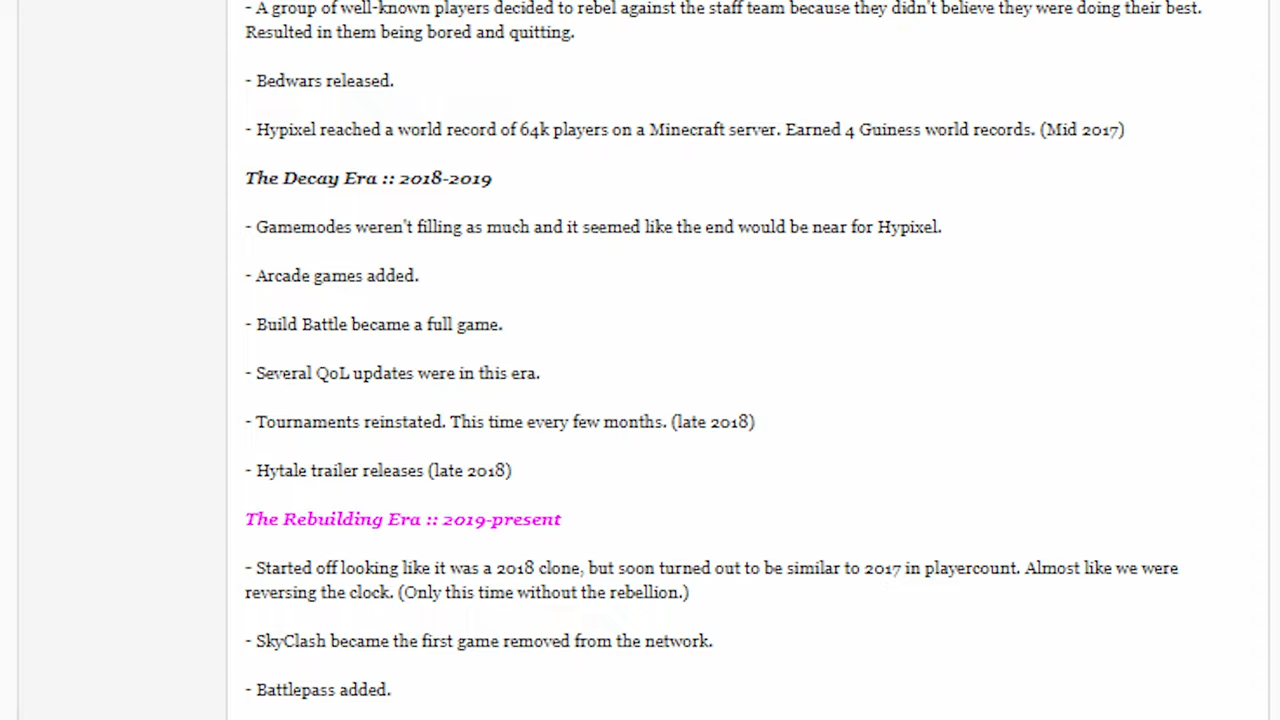 - A group of well-known players decided to rebel against the staff team because they didn't believe they were doing their best.
Resulted in them being bored and quitting.
- Bedwars released.
- Hypixel reached a world record of 64k players on a Minecraft server. Earned 4 Guiness world records. (Mid 2017)
The Decay Era :: 2018-2019
- Gamemodes weren't filling as much and it seemed like the end would be near for Hypixel.
- Arcade games added.
- Build Battle became a full game.
- Several QoL updates were in this era.
- Tournaments reinstated. This time every few months. (late 2018)
- Hytale trailer releases (late 2018)
The Rebuilding Era :: 2019-present
- Started off looking like it was a 2018 clone, but soon turned out to be similar to 2017 in playercount. Almost like we were
reversing the clock. (Only this time without the rebellion.)
- SkyClash became the first game removed from the network.
- Battlepass added.